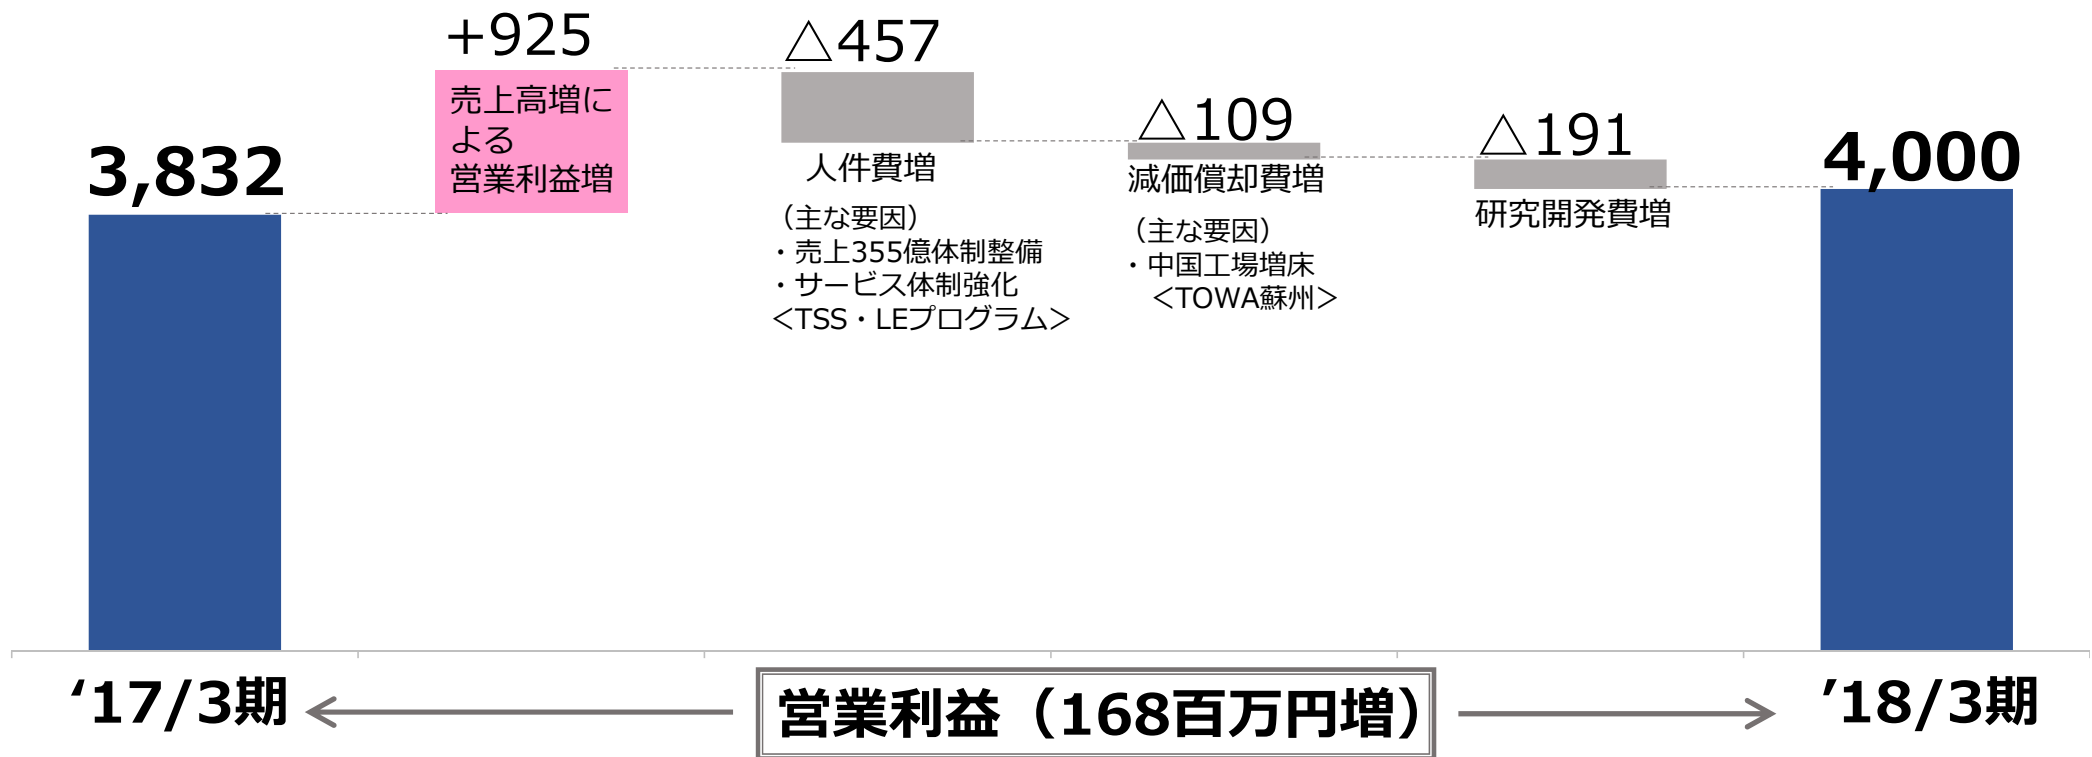 3,832
+925
売上高増に
よる
営業利益増
△457
人件費増
（主な要因）
・売上355億体制整備
・サービス体制強化
＜TSS・LEプログラム＞
△109
減価償却費増
（主な要因）
・中国工場増床
＜TOWA蘇州＞
△191
研究開発費増
4,000
‘17/3期
営業利益（168百万円増）
’18/3期